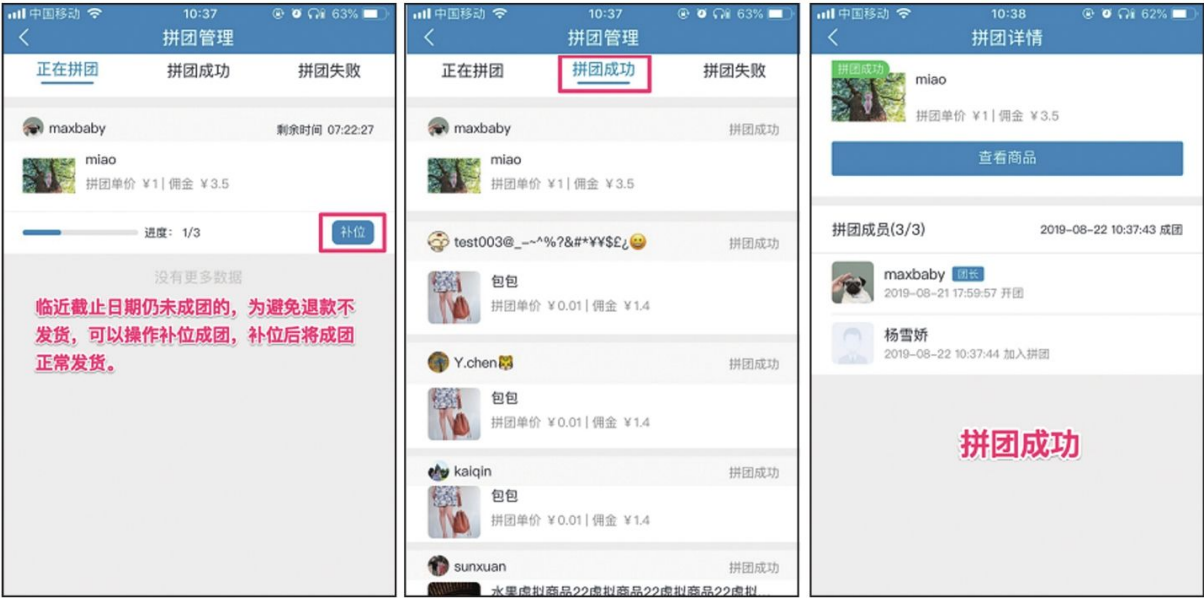 中国移动 10:37 63%
拼团管理
正在拼团 拼团成功 拼团失败
maxbaby 剩余时间 07:22:27
miao
拼团单价 ¥1 | 佣金 ¥3.5
进度: 1/3 补位
没有更多数据
临近截止日期仍未成团的，为避免退款不
发货，可以操作补位成团，补位后将成团
正常发货。
中国移动 10:37 63%
拼团管理
正在拼团 拼团成功 拼团失败
maxbaby 拼团成功
miao
拼团单价 ¥1 | 佣金 ¥3.5
test003@_-~^%?&#*¥¥$£¿😀 拼团成功
包包
拼团单价 ¥0.01 | 佣金 ¥1.4
Y.chen🐯 拼团成功
包包
拼团单价 ¥0.01 | 佣金 ¥1.4
kaiqin 拼团成功
包包
拼团单价 ¥0.01 | 佣金 ¥1.4
sunxuan 拼团成功
水果虚拟商品22虚拟商品22虚拟商品22虚拟...
中国移动 10:38 62%
拼团详情
拼团成功
miao
拼团单价 ¥1 | 佣金 ¥3.5
查看商品
拼团成员(3/3) 2019-08-22 10:37:43 成团
maxbaby 团长
2019-08-21 17:59:57 开团
杨雪娇
2019-08-22 10:37:44 加入拼团
拼团成功